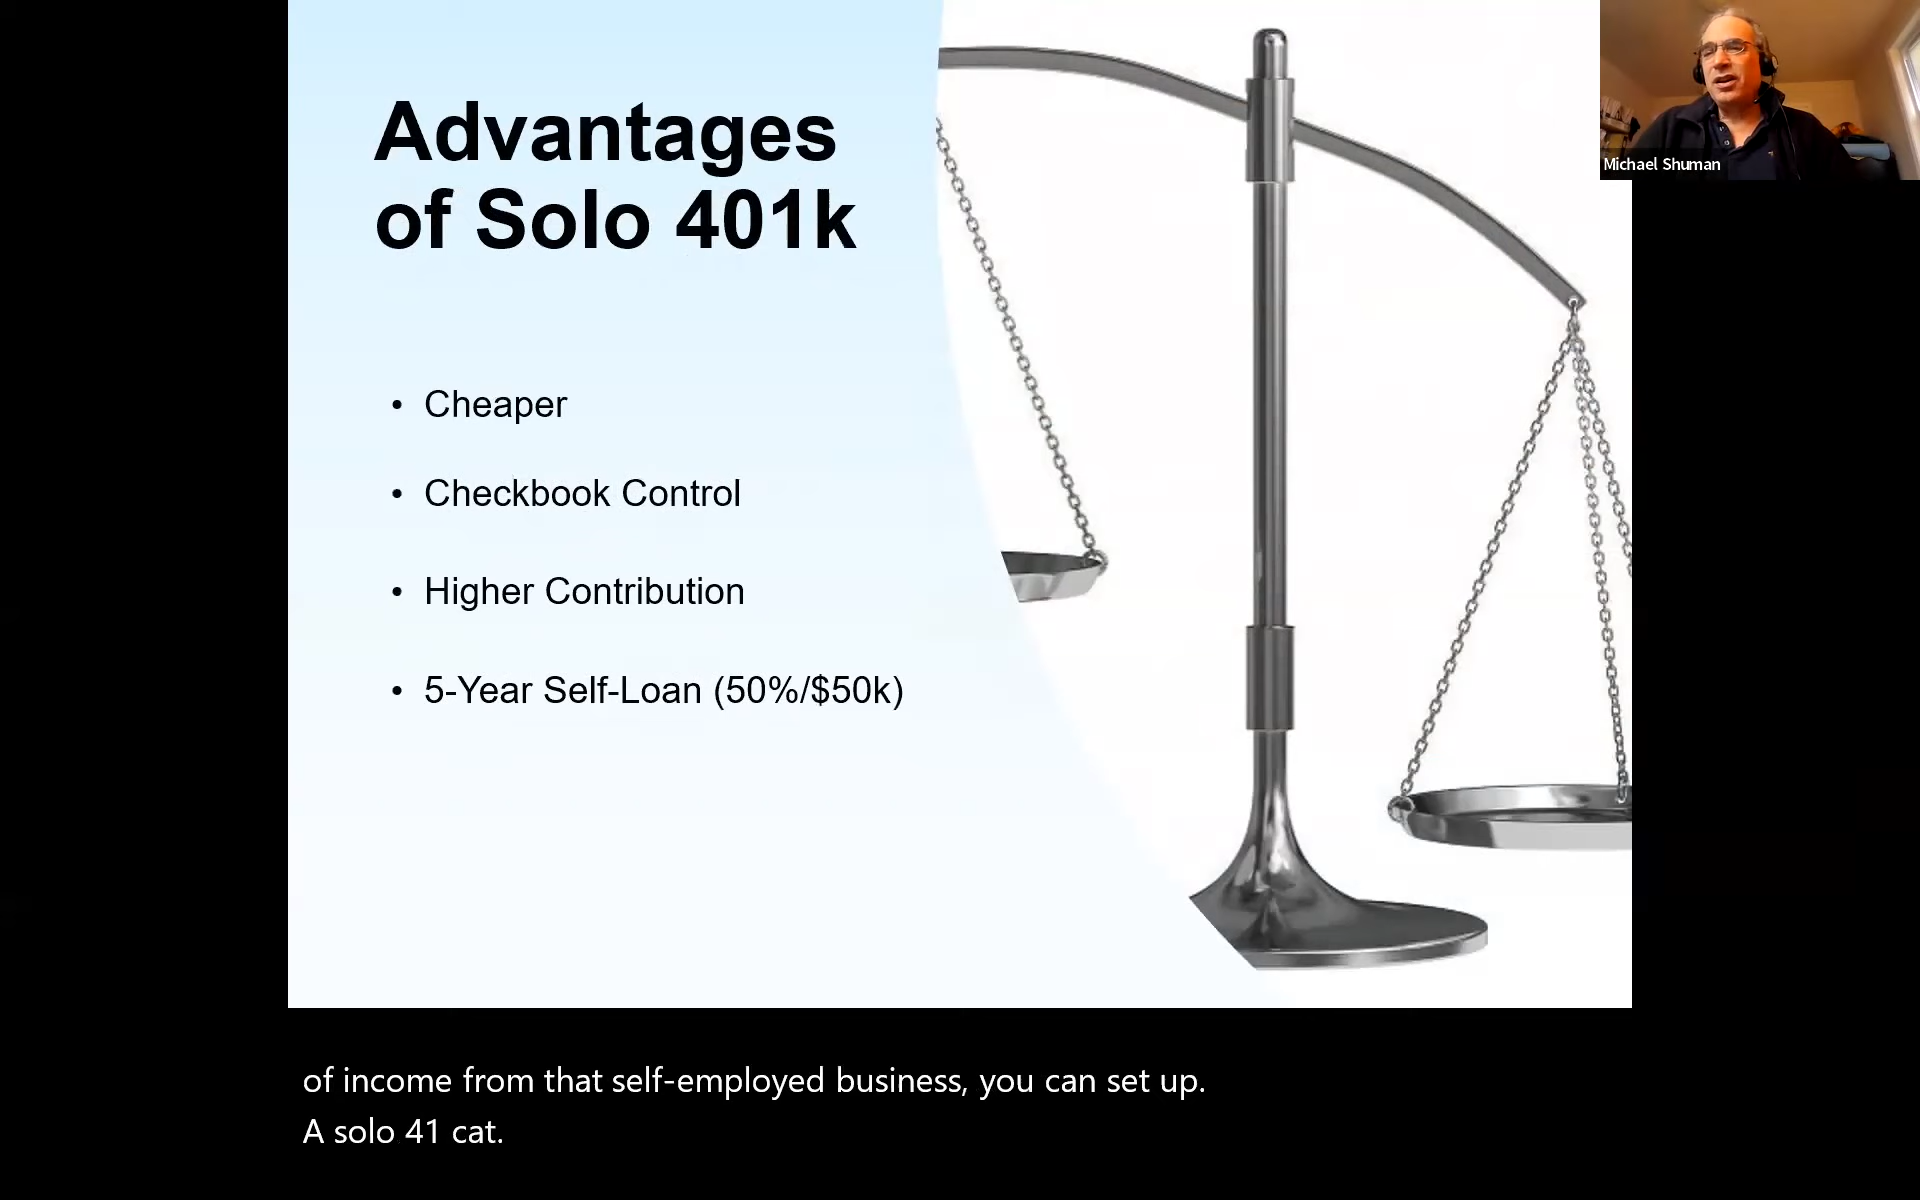 Advantages
of Solo 401k
• Cheaper
• Checkbook Control
• Higher Contribution
• 5-Year Self-Loan (50%/$50k)
Michael Shuman
of income from that self-employed business, you can set up.
A solo 41 cat.